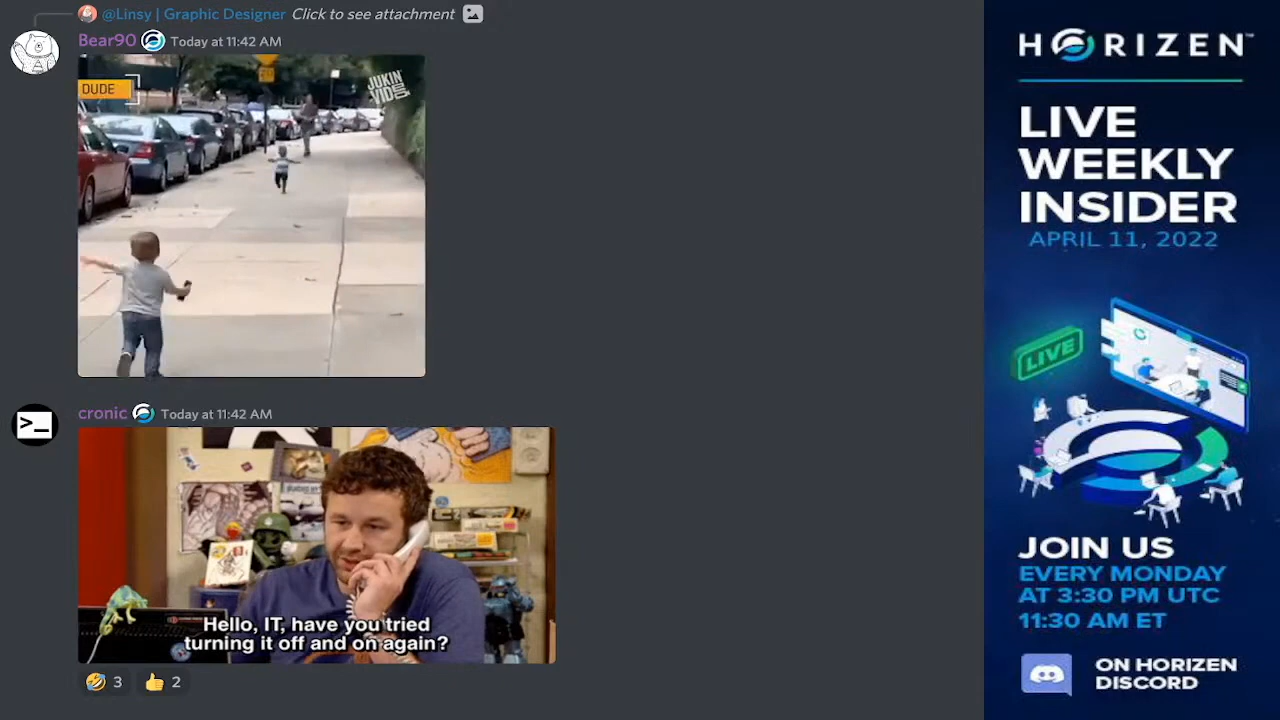 @Linsy | Graphic Designer Click to see attachment
Bear90 Today at 11:42 AM
DUDE
JUKIN
VIDEO
cronic Today at 11:42 AM
>_
Hello, IT, have you tried
turning it off and on again?
🤣 3 👍 2
HORIZEN™
LIVE
WEEKLY
INSIDER
APRIL 11, 2022
LIVE
JOIN US
EVERY MONDAY
AT 3:30 PM UTC
11:30 AM ET
ON HORIZEN
DISCORD